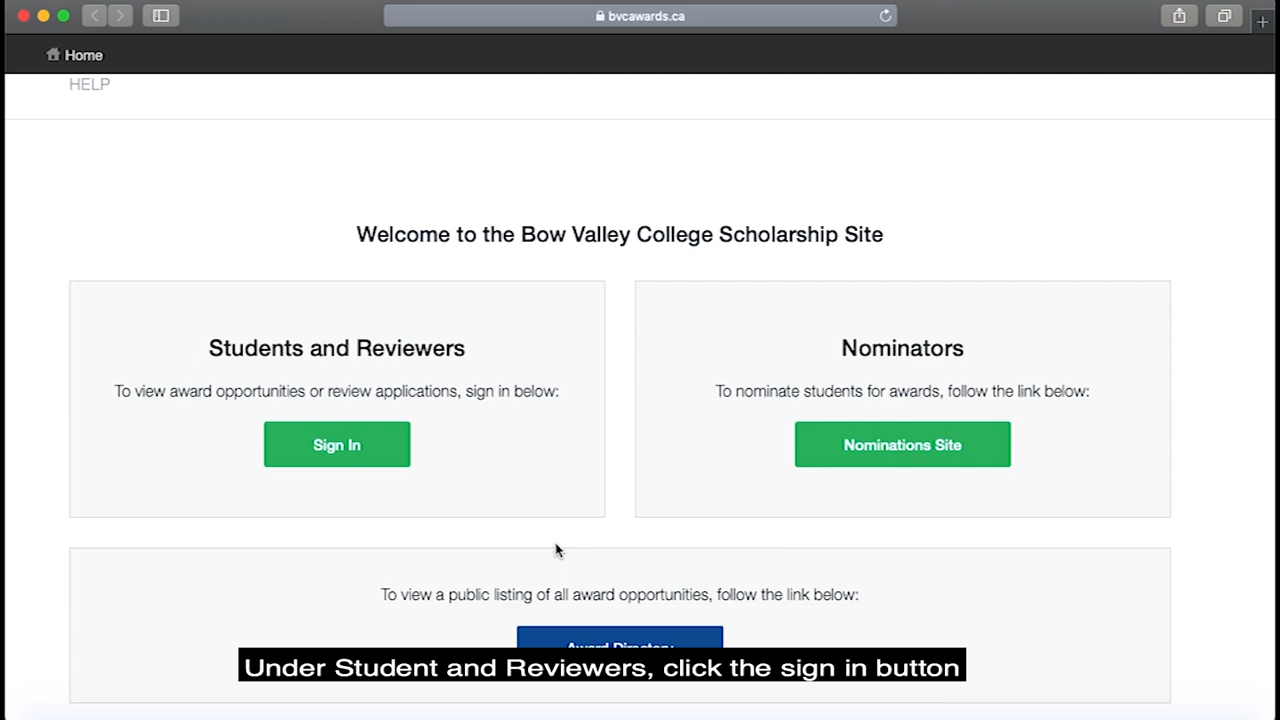 bvcawards.ca
Home
HELP
Welcome to the Bow Valley College Scholarship Site
Students and Reviewers
To view award opportunities or review applications, sign in below:
Sign In
Nominators
To nominate students for awards, follow the link below:
Nominations Site
To view a public listing of all award opportunities, follow the link below:
Award Directory
Under Student and Reviewers, click the sign in button